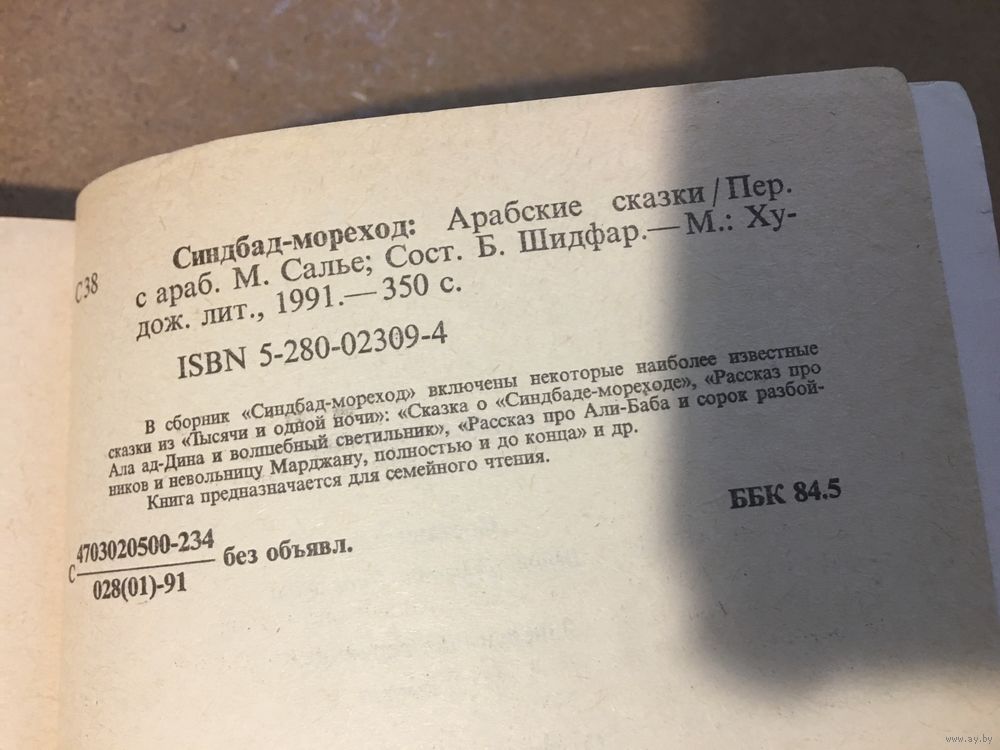 С38
Синдбад-мореход: Арабские сказки / Пер.
с араб. М. Салье; Сост. Б. Шидфар.— М.: Ху-
дож. лит., 1991.— 350 с.
ISBN 5-280-02309-4
В сборник «Синдбад-мореход» включены некоторые наиболее известные
сказки из «Тысячи и одной ночи»: «Сказка о «Синдбаде-мореходе», «Рассказ про
Ала ад-Дина и волшебный светильник», «Рассказ про Али-Баба и сорок разбой-
ников и невольницу Марджану, полностью и до конца» и др.
Книга предназначается для семейного чтения.
С 4703020500-234
028(01)-91
без объявл.
ББК 84.5
www.ay.by